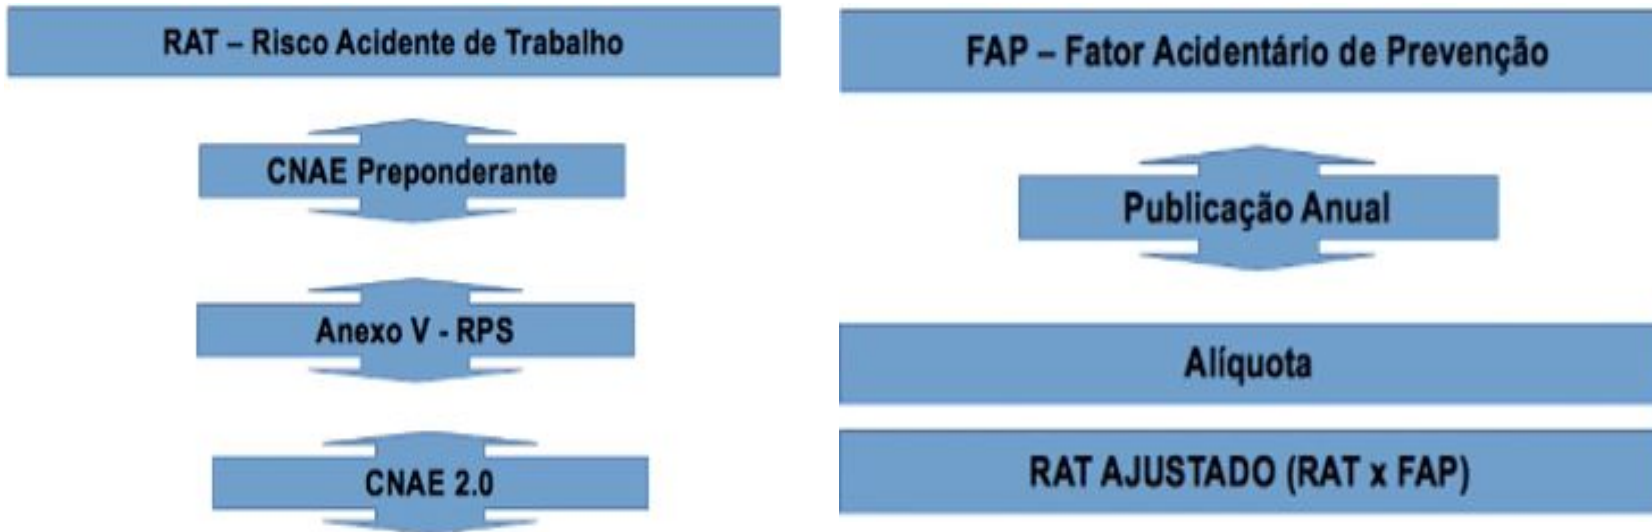 RAT – Risco Acidente de Trabalho
CNAE Preponderante
Anexo V - RPS
CNAE 2.0
FAP – Fator Acidentário de Prevenção
Publicação Anual
Alíquota
RAT AJUSTADO (RAT x FAP)